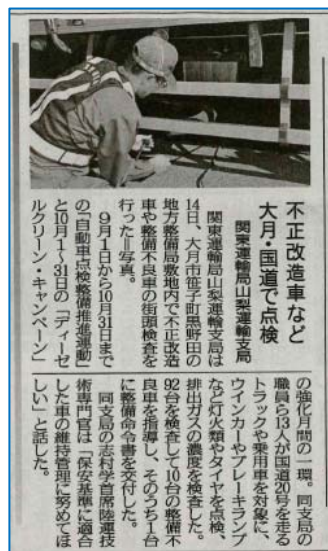 不正改造車など
大月・国道で点検
関東運輸局山梨運輸支局
関東運輸局山梨運輸支局は
14日、大月市笹子町黒野田の
地方整備局敷地内で不正改造
車や整備不良車の街頭検査を
行った＝写真。
９月１日から10月31日まで
の「自動車点検整備推進運動」
と10月１～31日の「ディーゼ
ルクリーン・キャンペーン」
の強化月間の一環。同支局の
職員ら13人が国道20号を走る
トラックや乗用車を対象に、
ウインカーやブレーキランプ
など灯火類やタイヤを点検、
排出ガスの濃度を検査した。
92台を検査して10台の整備不
良車を指導し、そのうち１台
に整備命令書を交付した。
同支局の志村学首席陸運技
術専門官は「保安基準に適合
した車の維持管理に努めてほ
しい」と話した。